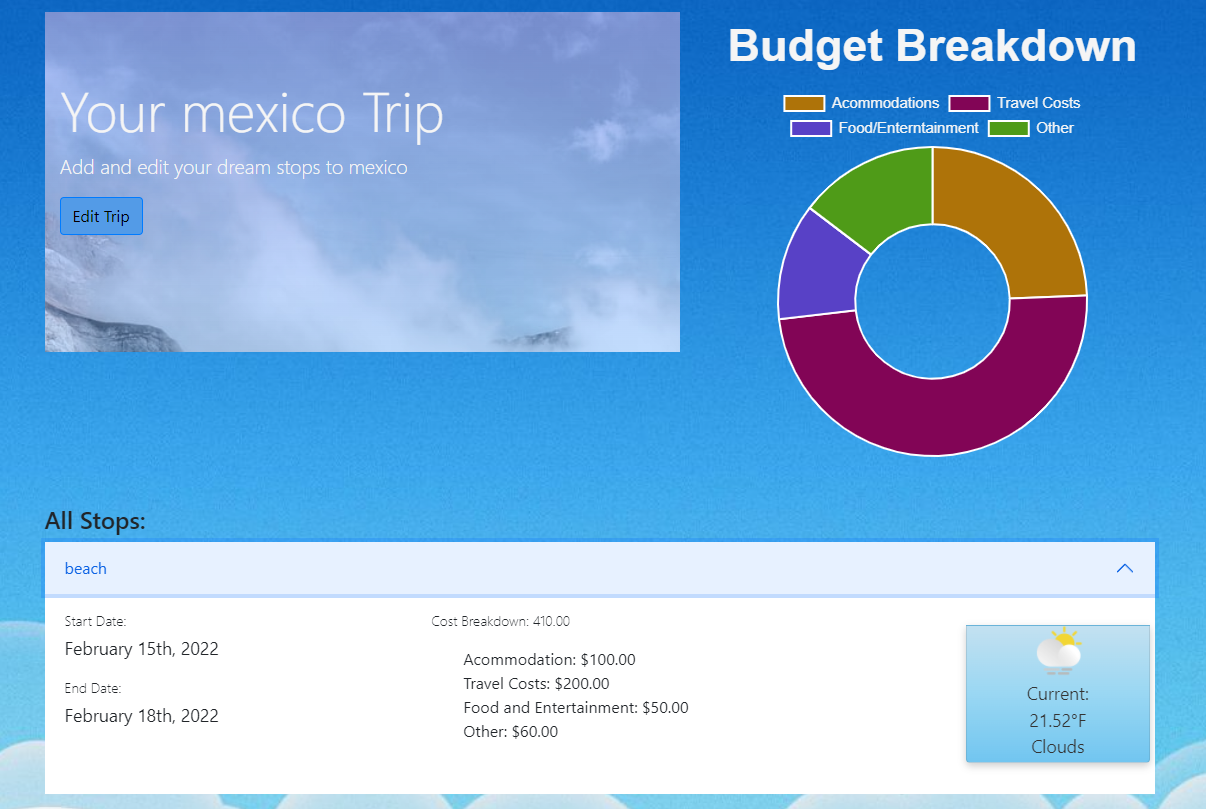 Your mexico Trip
Add and edit your dream stops to mexico
Edit Trip
Budget Breakdown
Acommodations Travel Costs
Food/Enterntainment Other
All Stops:
beach
Start Date:
February 15th, 2022
End Date:
February 18th, 2022
Cost Breakdown: 410.00
Acommodation: $100.00
Travel Costs: $200.00
Food and Entertainment: $50.00
Other: $60.00
Current:
21.52°F
Clouds